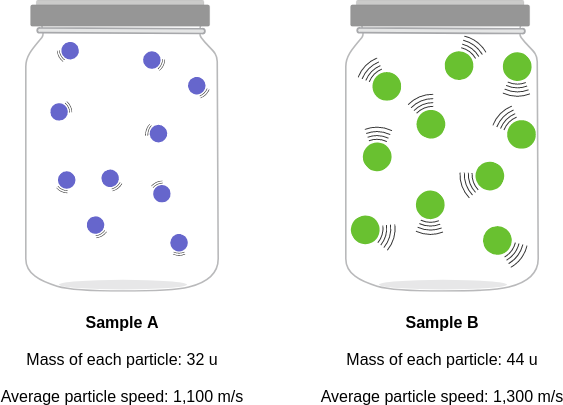 Sample A
Mass of each particle: 32 u
Average particle speed: 1,100 m/s
Sample B
Mass of each particle: 44 u
Average particle speed: 1,300 m/s